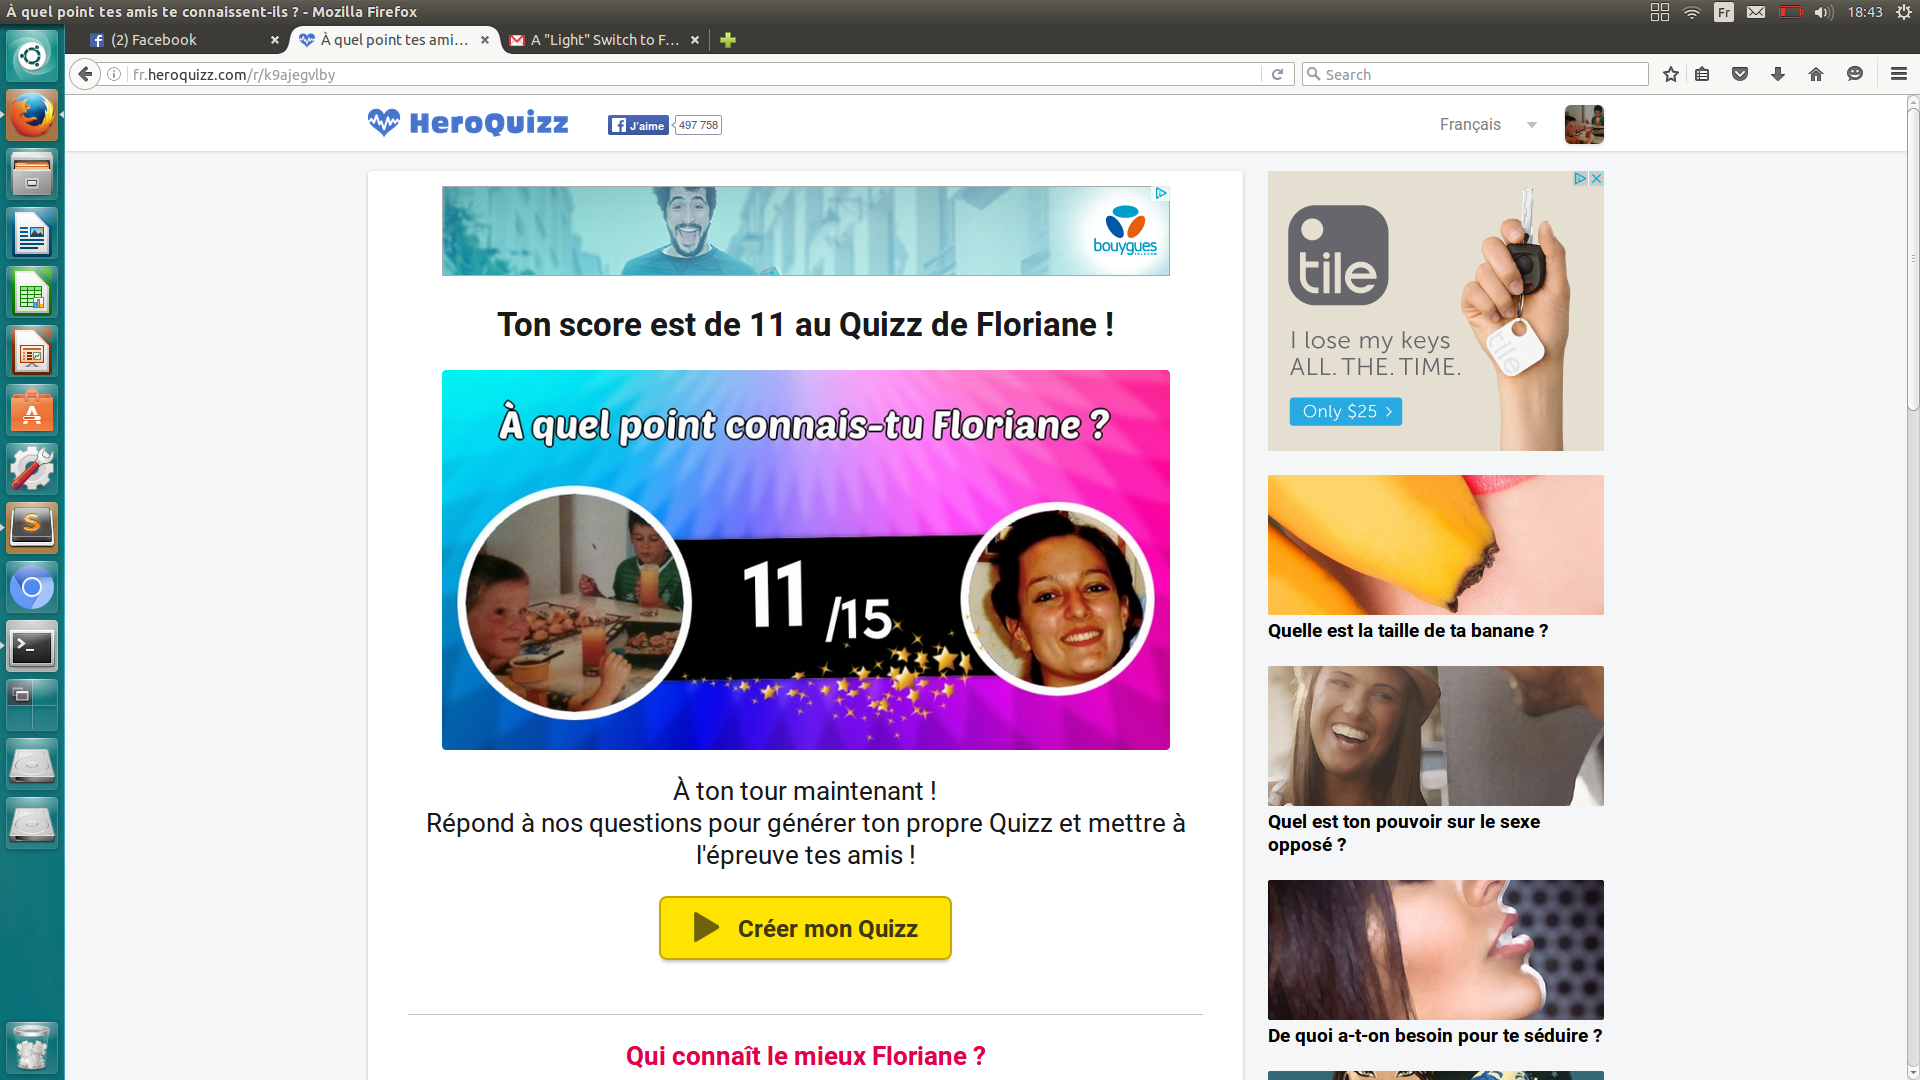 À quel point tes amis te connaissent-ils ? - Mozilla Firefox
Fr
18:43
(2) Facebook
À quel point tes ami...
A "Light" Switch to F...
fr.heroquizz.com/r/k9ajegvlby
Search
HeroQuizz
J'aime
497 758
Français
bouygues
TELECOM
tile
I lose my keys
ALL. THE. TIME.
Only $25 >
tile
Ton score est de 11 au Quizz de Floriane !
À quel point connais-tu Floriane ?
11 /15
À ton tour maintenant !
Répond à nos questions pour générer ton propre Quizz et mettre à
l'épreuve tes amis !
Créer mon Quizz
Qui connaît le mieux Floriane ?
Quelle est la taille de ta banane ?
Quel est ton pouvoir sur le sexe
opposé ?
De quoi a-t-on besoin pour te séduire ?